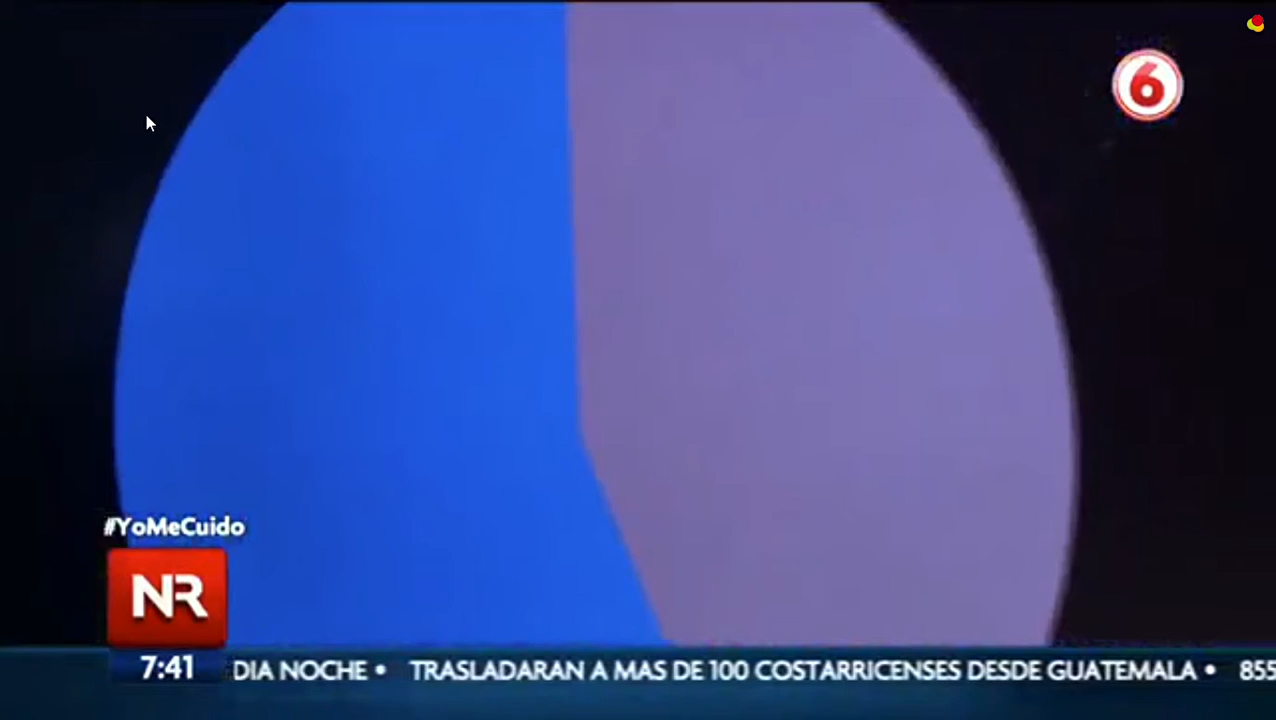 6
#YoMeCuido
NR
7:41 DIA NOCHE • TRASLADARAN A MAS DE 100 COSTARRICENSES DESDE GUATEMALA • 855